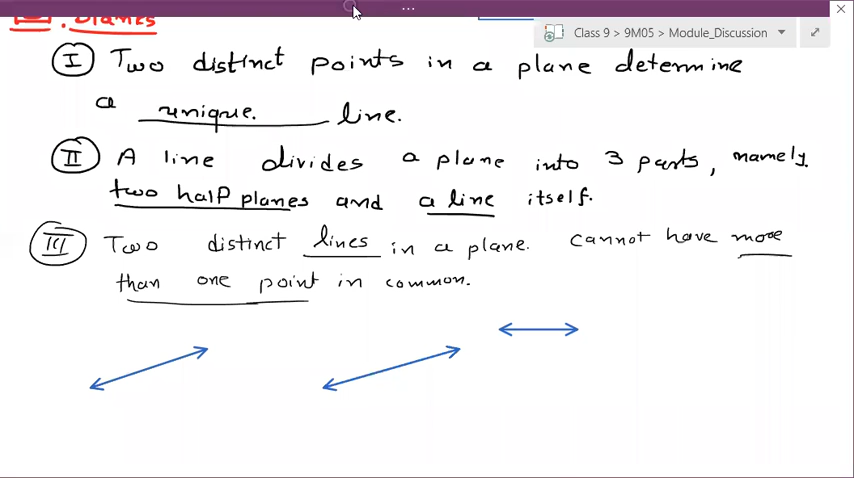 Class 9 > 9M05 > Module_Discussion
. Planes
I Two distinct points in a plane determine
a unique. line.
II A line divides a plane into 3 parts, namely
two half planes and a line itself.
III Two distinct lines in a plane. cannot have more
than one point in common.